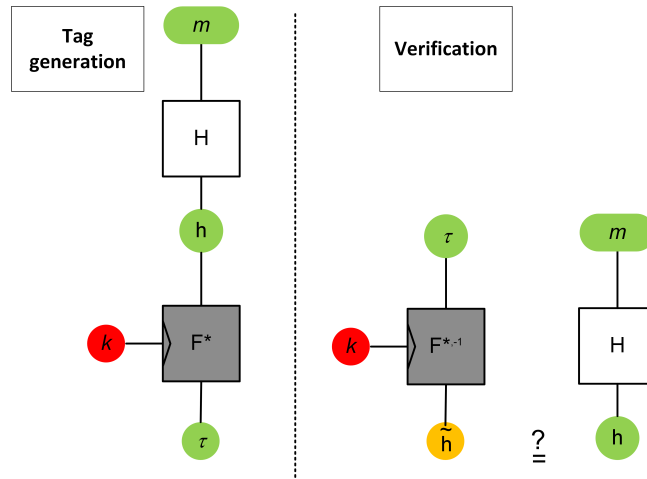 Tag
generation
m
H
h
k
F*
τ
Verification
τ
m
k
F*,-1
H
h̃
?
=
h